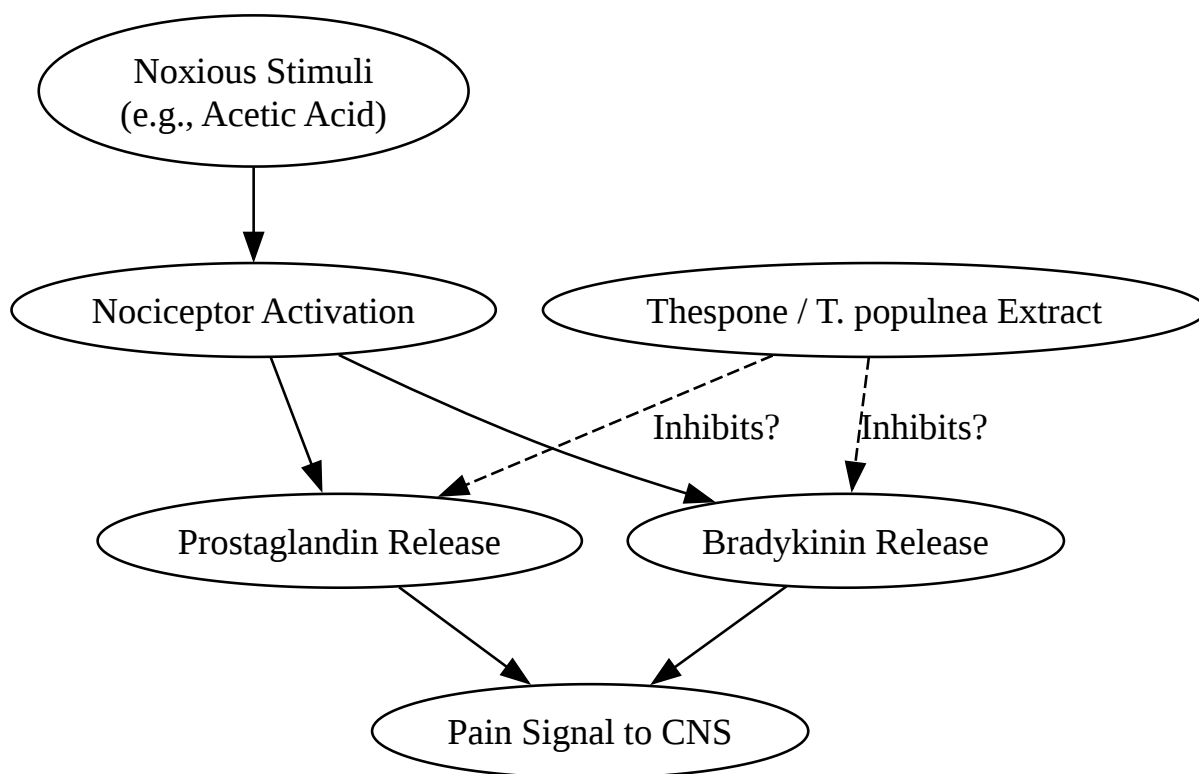 Noxious Stimuli
(e.g., Acetic Acid)
Nociceptor Activation
Thespone / T. populnea Extract
Inhibits?
Inhibits?
Prostaglandin Release
Bradykinin Release
Pain Signal to CNS